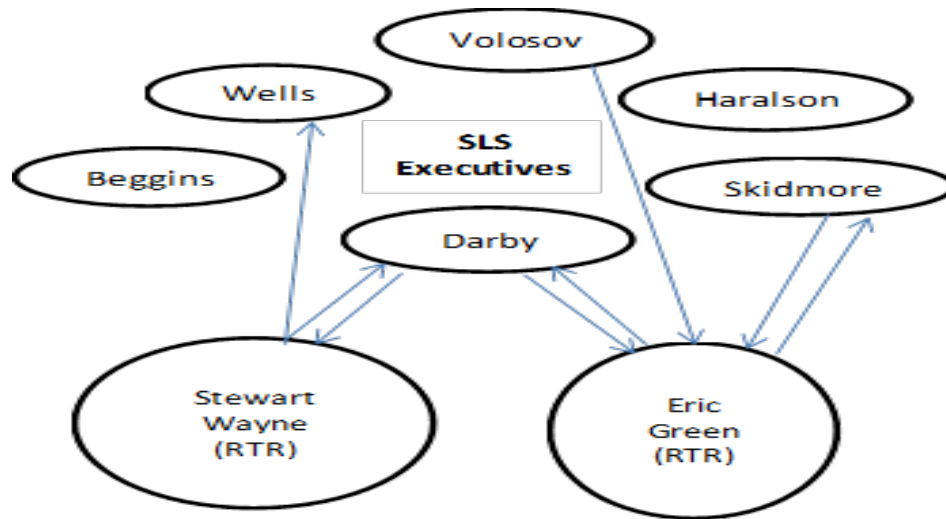 Volosov
Wells
Haralson
SLS
Executives
Beggins
Skidmore
Darby
Stewart
Wayne
(RTR)
Eric
Green
(RTR)